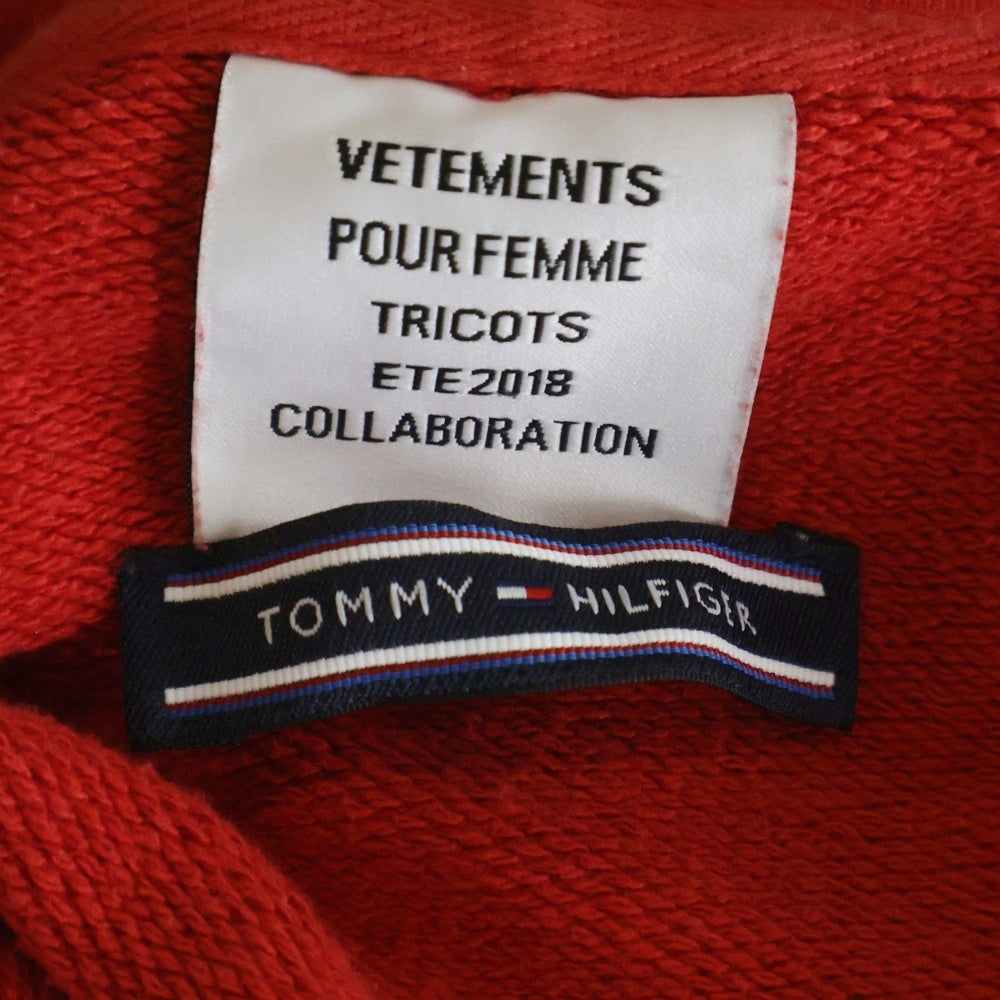 VETEMENTS
POUR FEMME
TRICOTS
ETE 2018
COLLABORATION
TOMMY HILFIGER